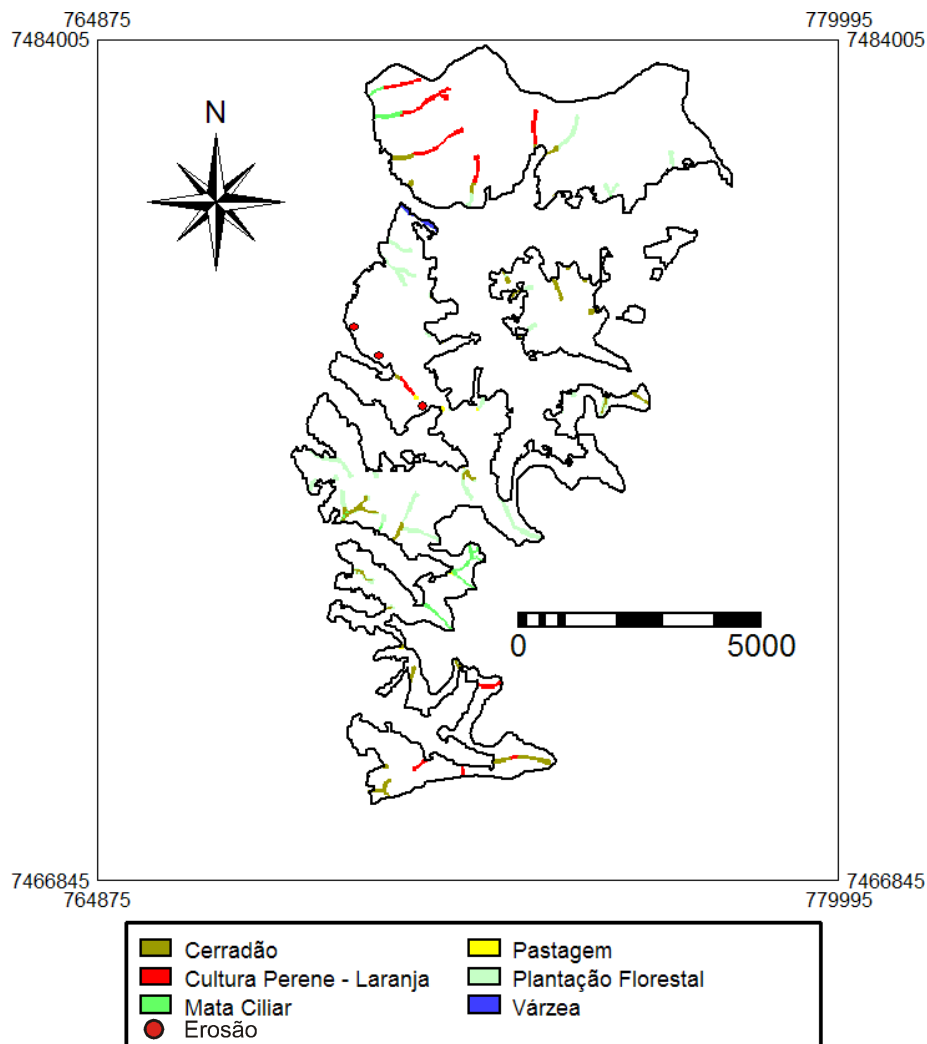 764875 779995
7484005 7484005
N
0 5000
7466845 7466845
764875 779995
Cerradão Pastagem
Cultura Perene - Laranja Plantação Florestal
Mata Ciliar Várzea
Erosão